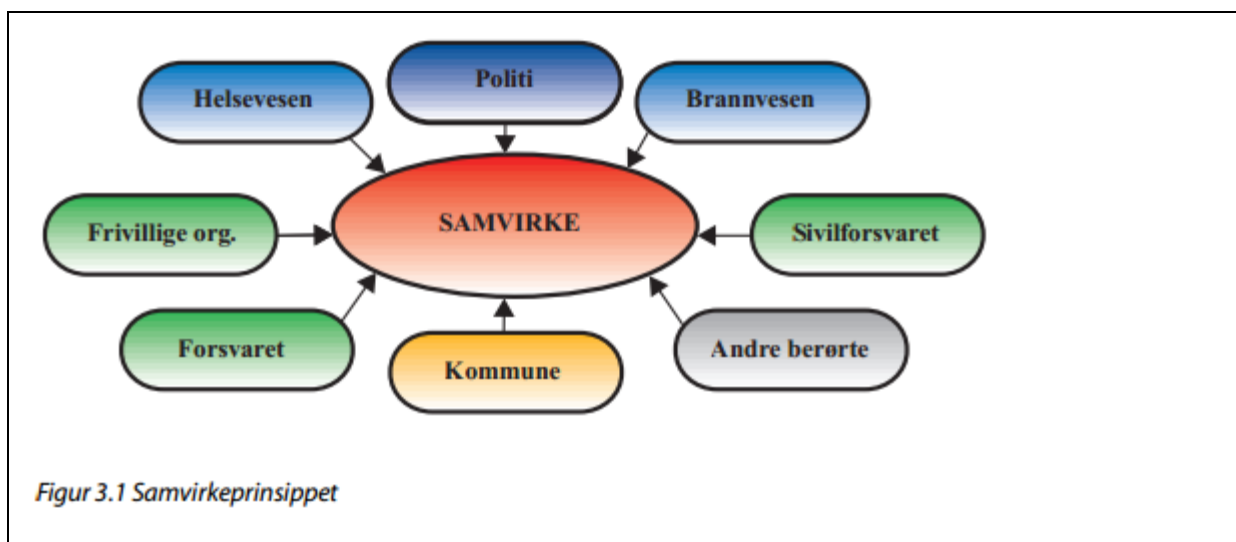 Politi
Helsevesen
Brannvesen
SAMVIRKE
Frivillige org.
Sivilforsvaret
Forsvaret
Kommune
Andre berørte
Figur 3.1 Samvirkeprinsippet